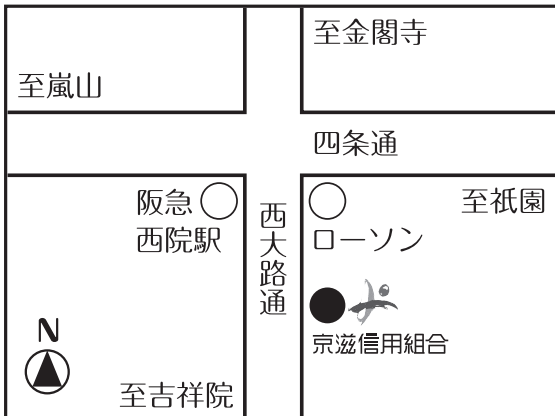 至金閣寺
至嵐山
四条通
阪急
西院駅
西大路通
至祇園
ローソン
京滋信用組合
N
至吉祥院